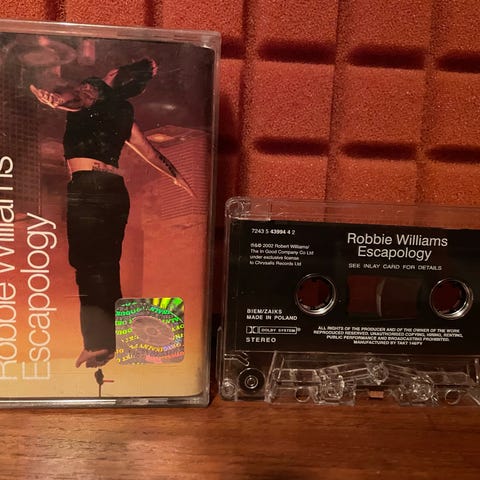 Robbie Williams
Escapology
7243 5 43994 4 2
℗&© 2002 Robert Williams/
The In Good Company Co Ltd
under exclusive license
to Chrysalis Records Ltd
Robbie Williams
Escapology
SEE INLAY CARD FOR DETAILS
BIEM/ZAIKS
MADE IN POLAND
DOLBY SYSTEM
STEREO
ALL RIGHTS OF THE PRODUCER AND OF THE OWNER OF THE WORK
REPRODUCED RESERVED. UNAUTHORISED COPYING, HIRING, RENTING,
PUBLIC PERFORMANCE AND BROADCASTING PROHIBITED.
MANUFACTURED BY TAKT